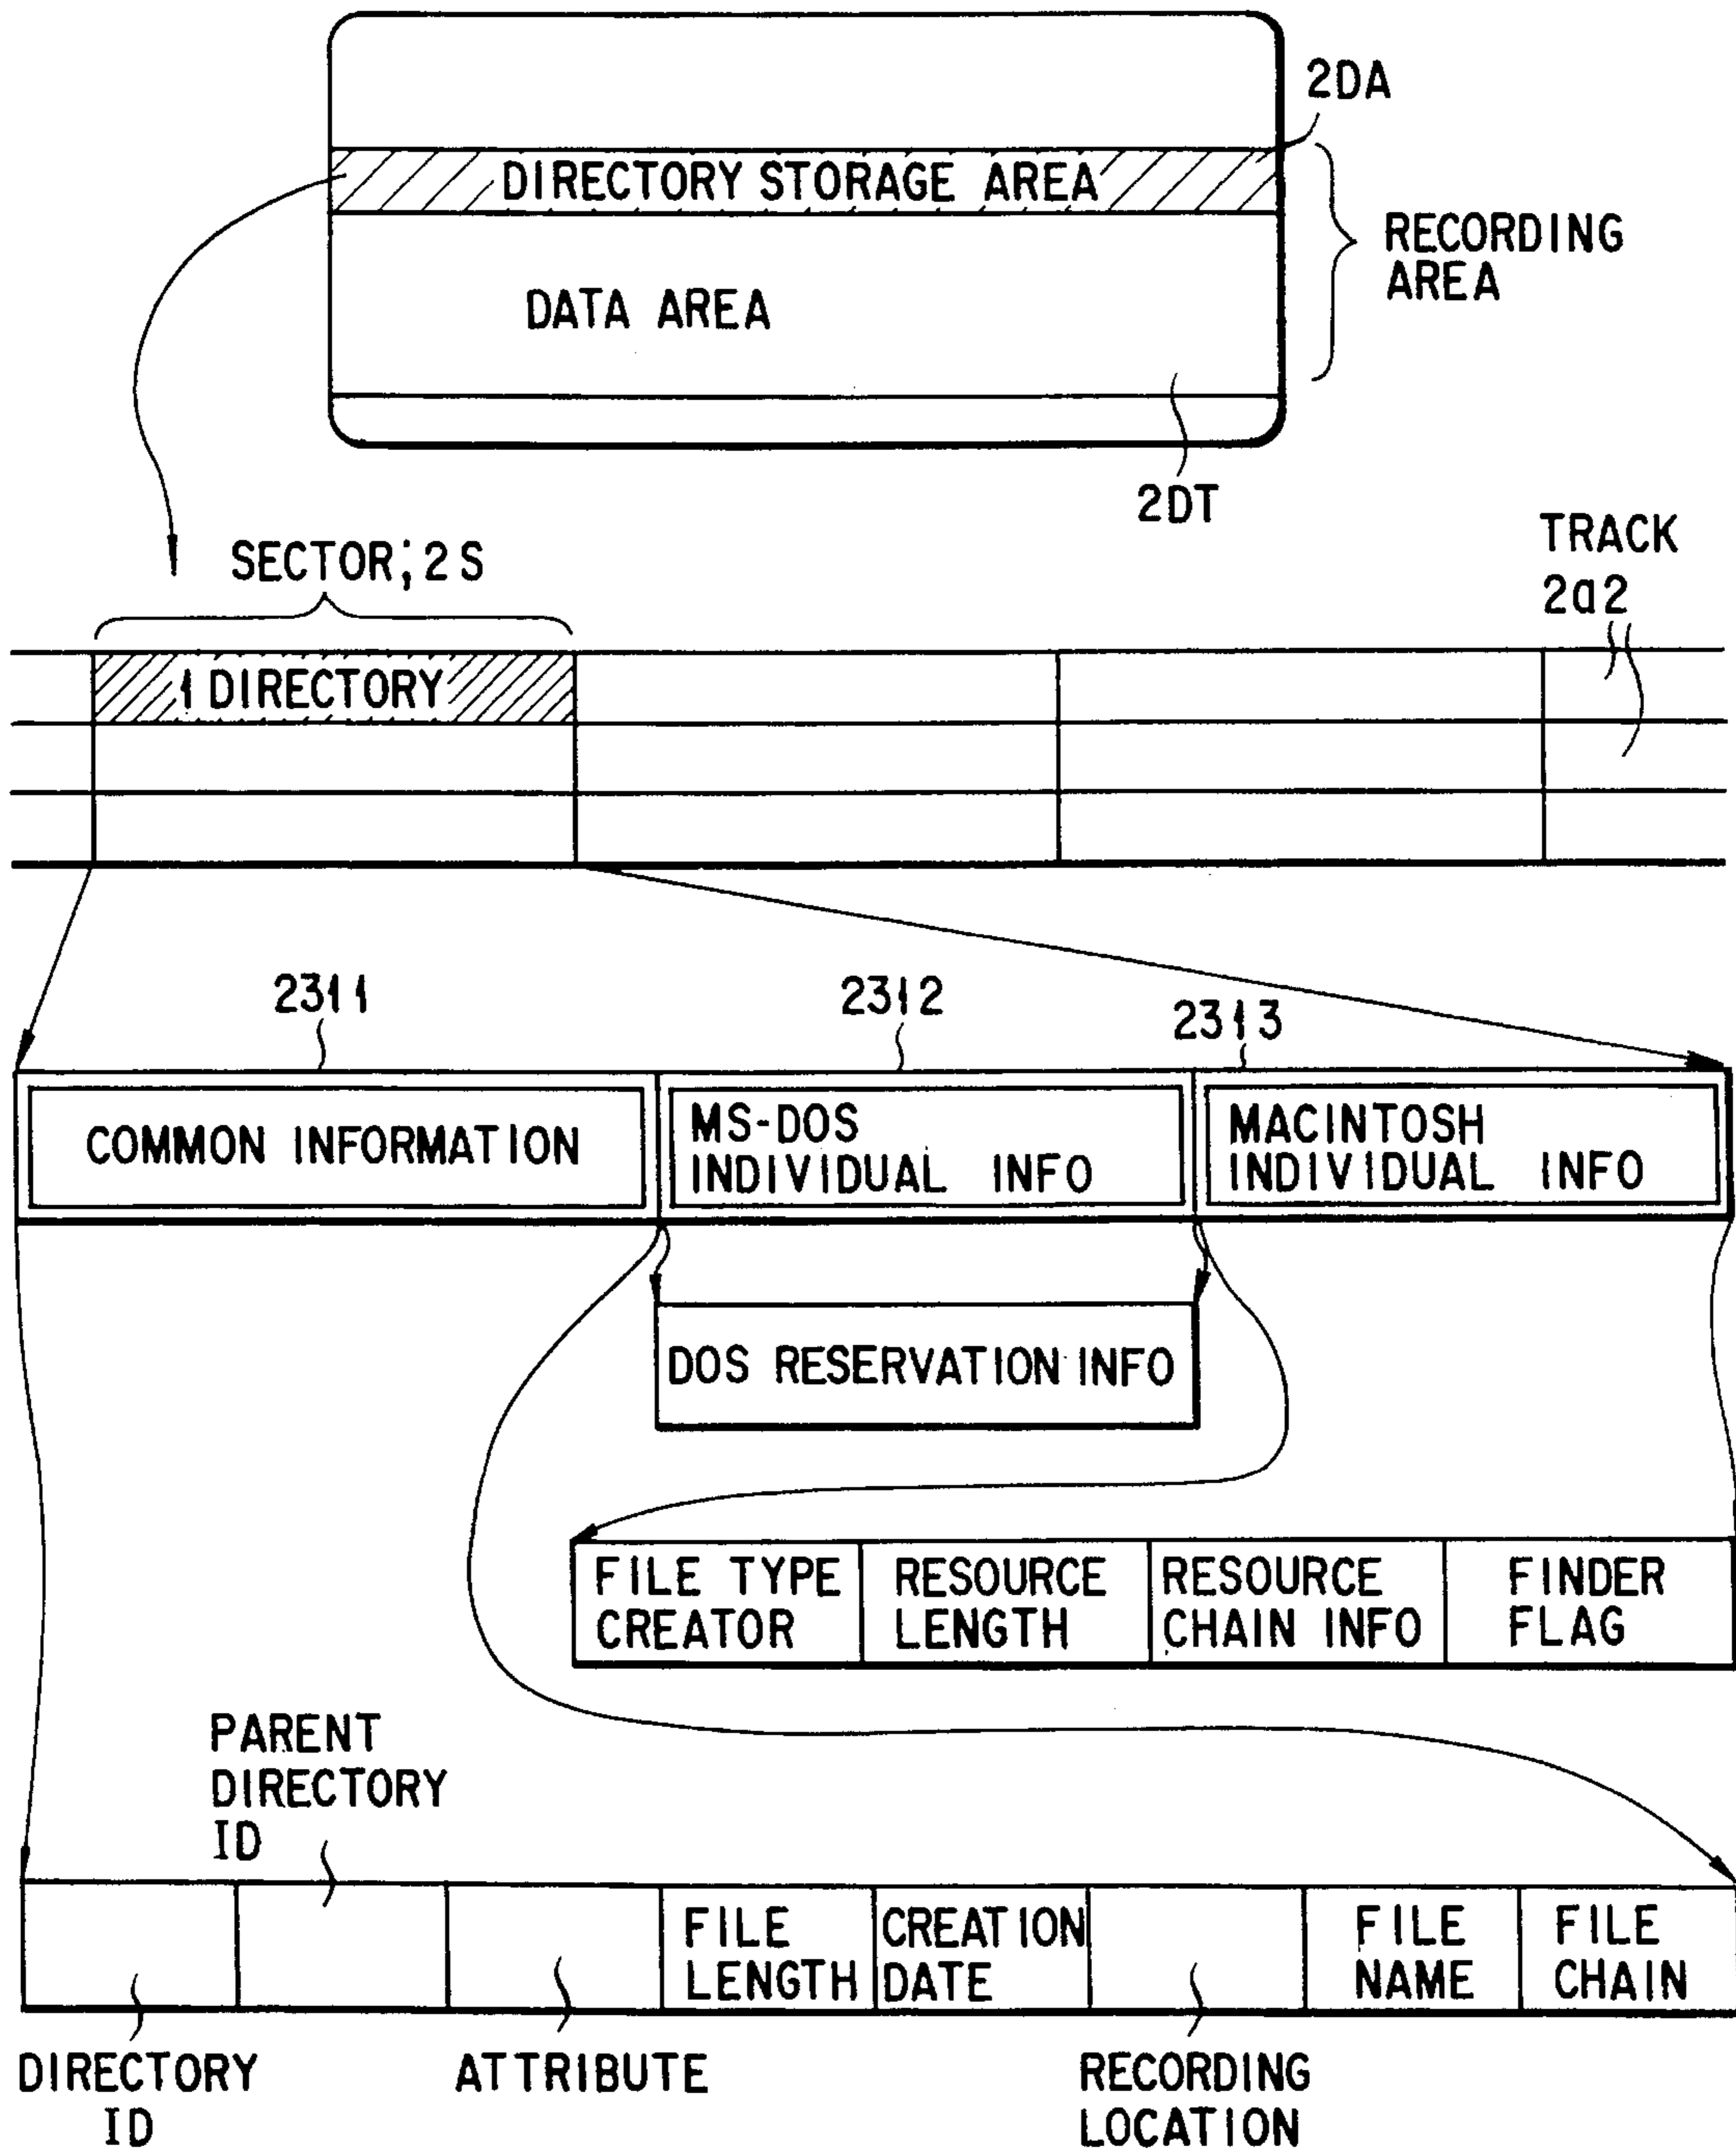 2DA
DIRECTORY STORAGE AREA
RECORDING
AREA
DATA AREA
2DT
TRACK
2a2
SECTOR; 2S
1 DIRECTORY
2311
2312
2313
COMMON INFORMATION
MS-DOS
INDIVIDUAL INFO
MACINTOSH
INDIVIDUAL INFO
DOS RESERVATION INFO
FILE TYPE
CREATOR
RESOURCE
LENGTH
RESOURCE
CHAIN INFO
FINDER
FLAG
PARENT
DIRECTORY
ID
FILE
LENGTH
CREATION
DATE
FILE
NAME
FILE
CHAIN
DIRECTORY
ID
ATTRIBUTE
RECORDING
LOCATION